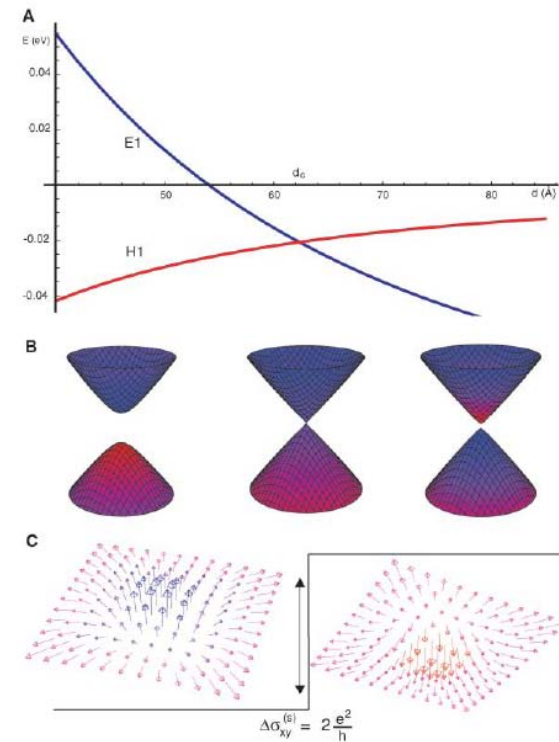 A
E (eV)
0.04
0.02
E1
d_c
50 60 70 80
d (Å)
-0.02
H1
-0.04
B
C
Δσ_xy^(s) = 2 e²/h